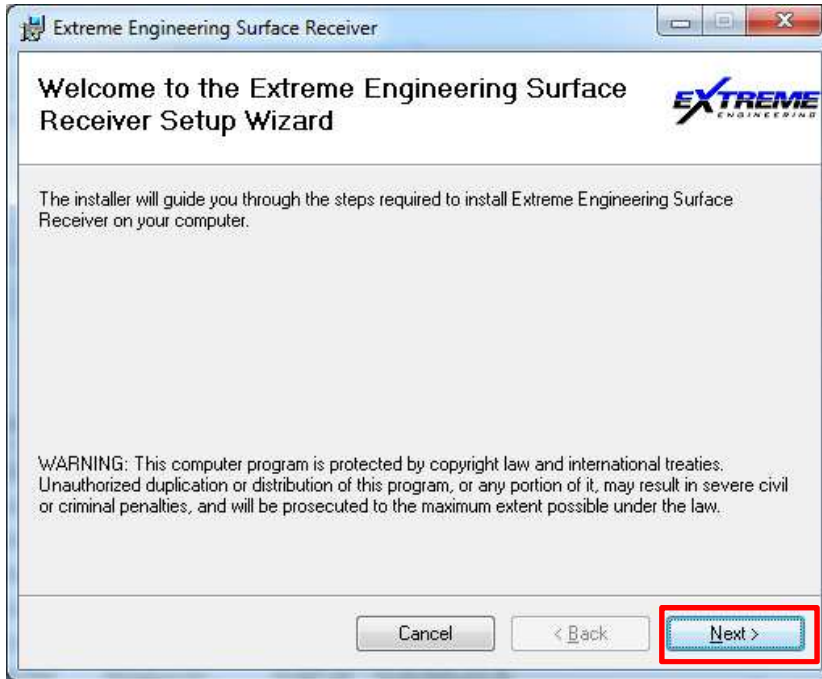 Extreme Engineering Surface Receiver
Welcome to the Extreme Engineering Surface
Receiver Setup Wizard
EXTREME
ENGINEERING
The installer will guide you through the steps required to install Extreme Engineering Surface
Receiver on your computer.
WARNING: This computer program is protected by copyright law and international treaties.
Unauthorized duplication or distribution of this program, or any portion of it, may result in severe civil
or criminal penalties, and will be prosecuted to the maximum extent possible under the law.
Cancel
< Back
Next >